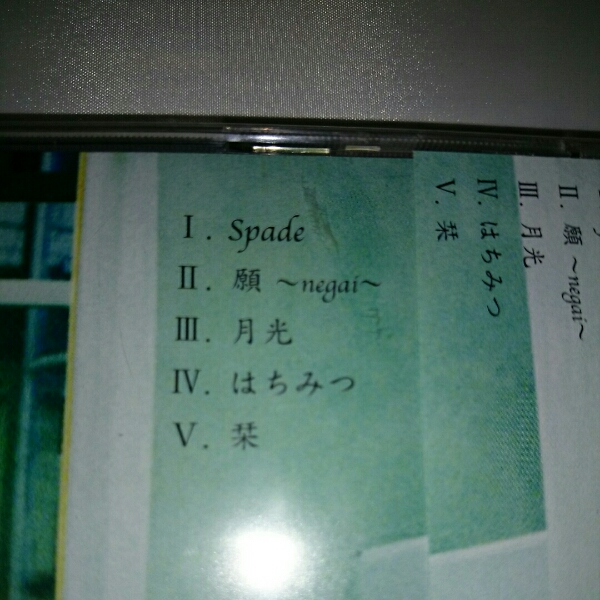 Ⅰ. Spade
Ⅱ. 願 ～negai～
Ⅲ. 月光
Ⅳ. はちみつ
Ⅴ. 栞
Ⅱ. 願 ～negai～
Ⅲ. 月光
Ⅳ. はちみつ
Ⅴ. 栞